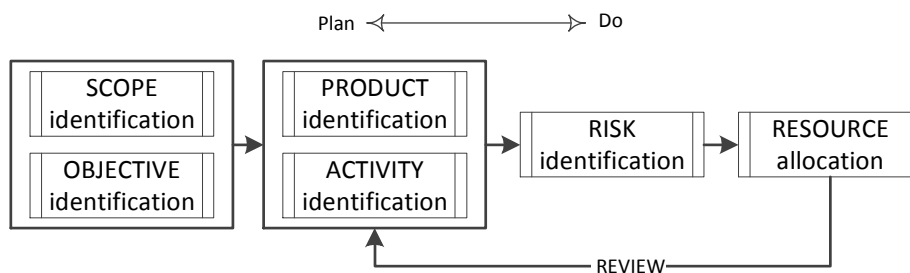 Plan Do
SCOPE
identification
OBJECTIVE
identification
PRODUCT
identification
ACTIVITY
identification
RISK
identification
RESOURCE
allocation
REVIEW